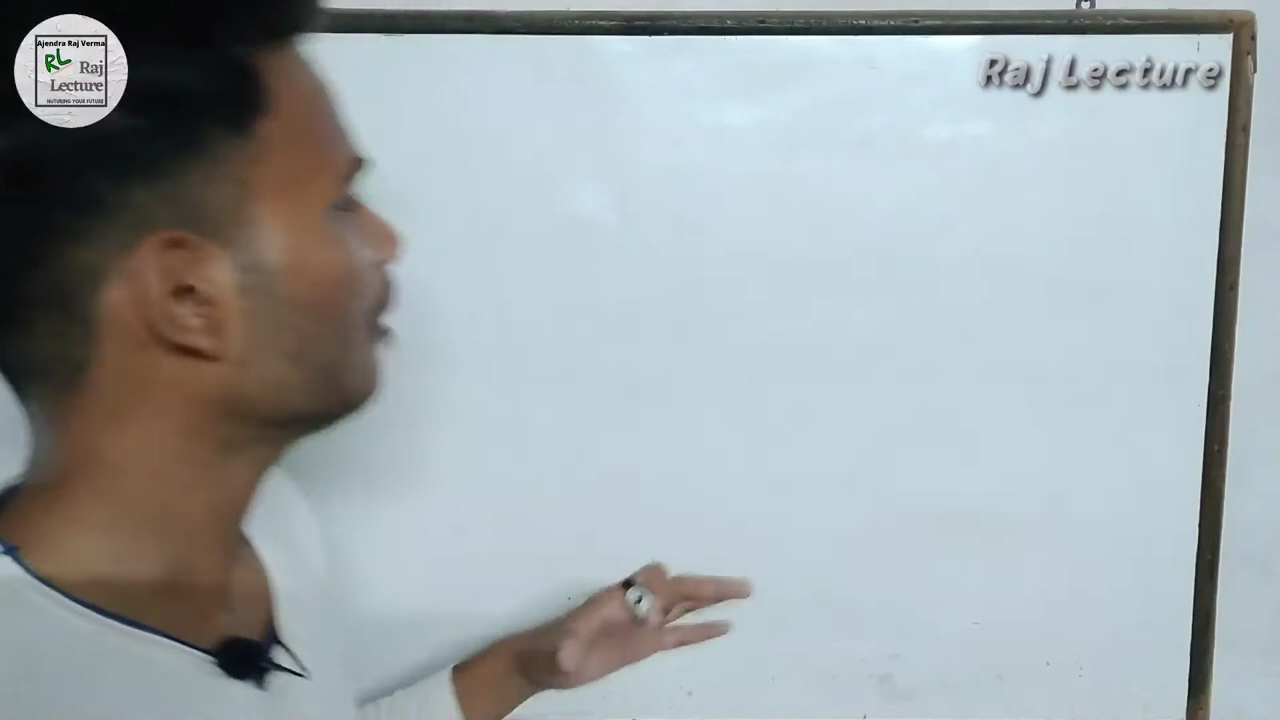 Ajendra Raj Verma
RL Raj
Lecture
NUTURING YOUR FUTURE
Raj Lecture